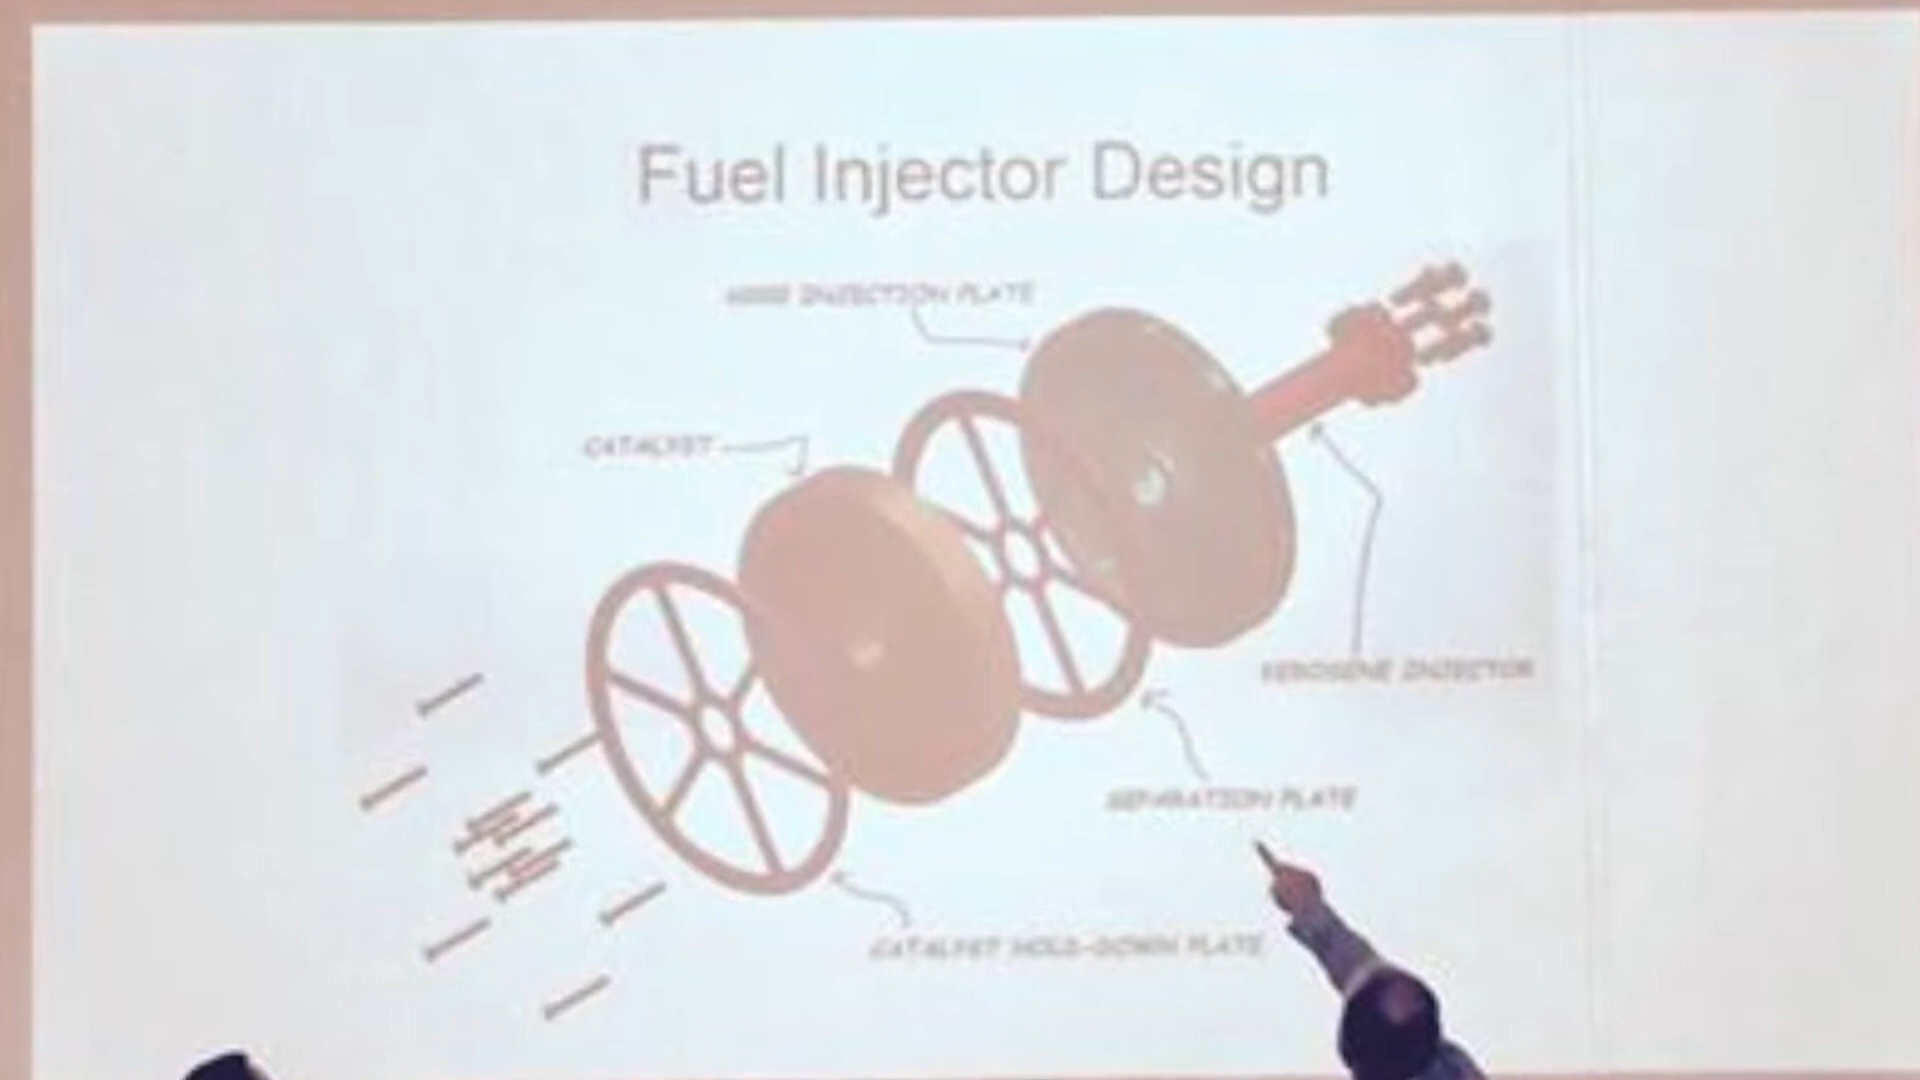 Fuel Injector Design
INJECTION PLATE
CATALYST
KEROSENE INJECTOR
SEPARATION PLATE
CATALYST HOLD-DOWN PLATE